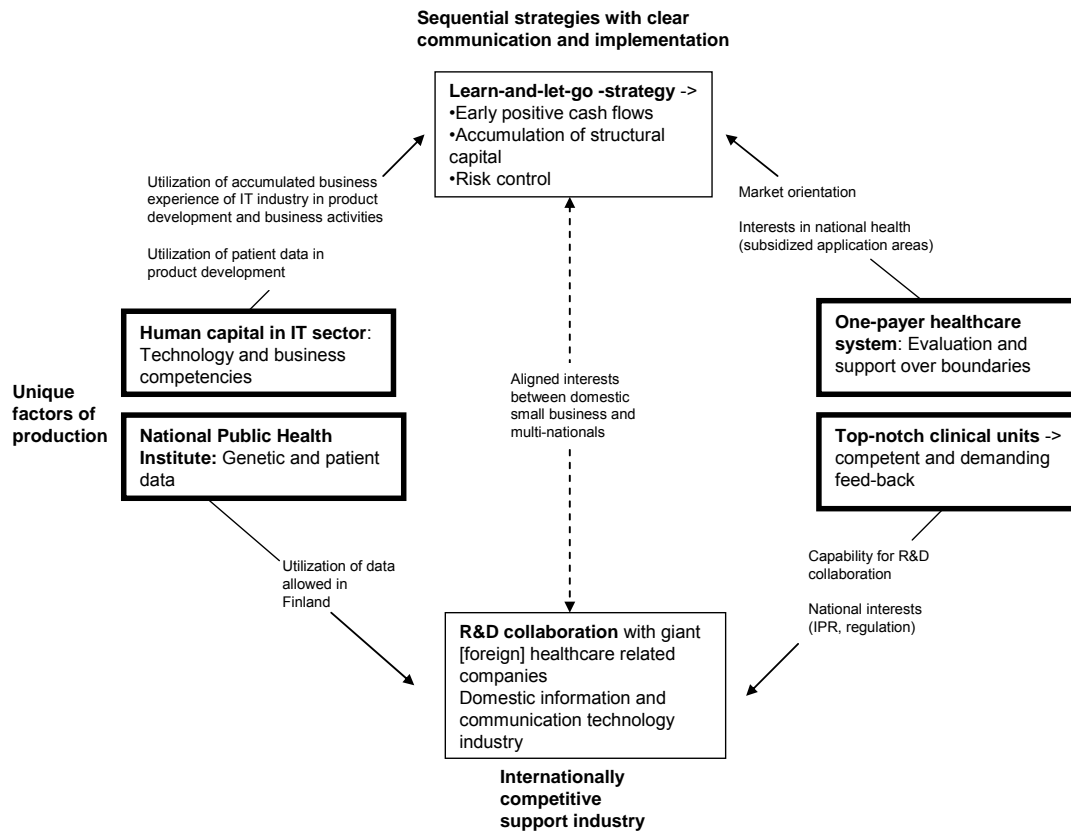 Sequential strategies with clear
communication and implementation
Learn-and-let-go -strategy ->
•Early positive cash flows
•Accumulation of structural
capital
•Risk control
Utilization of accumulated business
experience of IT industry in product
development and business activities
Utilization of patient data in
product development
Market orientation
Interests in national health
(subsidized application areas)
Human capital in IT sector:
Technology and business
competencies
One-payer healthcare
system: Evaluation and
support over boundaries
Unique
factors of
production
Aligned interests
between domestic
small business and
multi-nationals
National Public Health
Institute: Genetic and patient
data
Top-notch clinical units ->
competent and demanding
feed-back
Utilization of data
allowed in
Finland
Capability for R&D
collaboration
National interests
(IPR, regulation)
R&D collaboration with giant
[foreign] healthcare related
companies
Domestic information and
communication technology
industry
Internationally
competitive
support industry